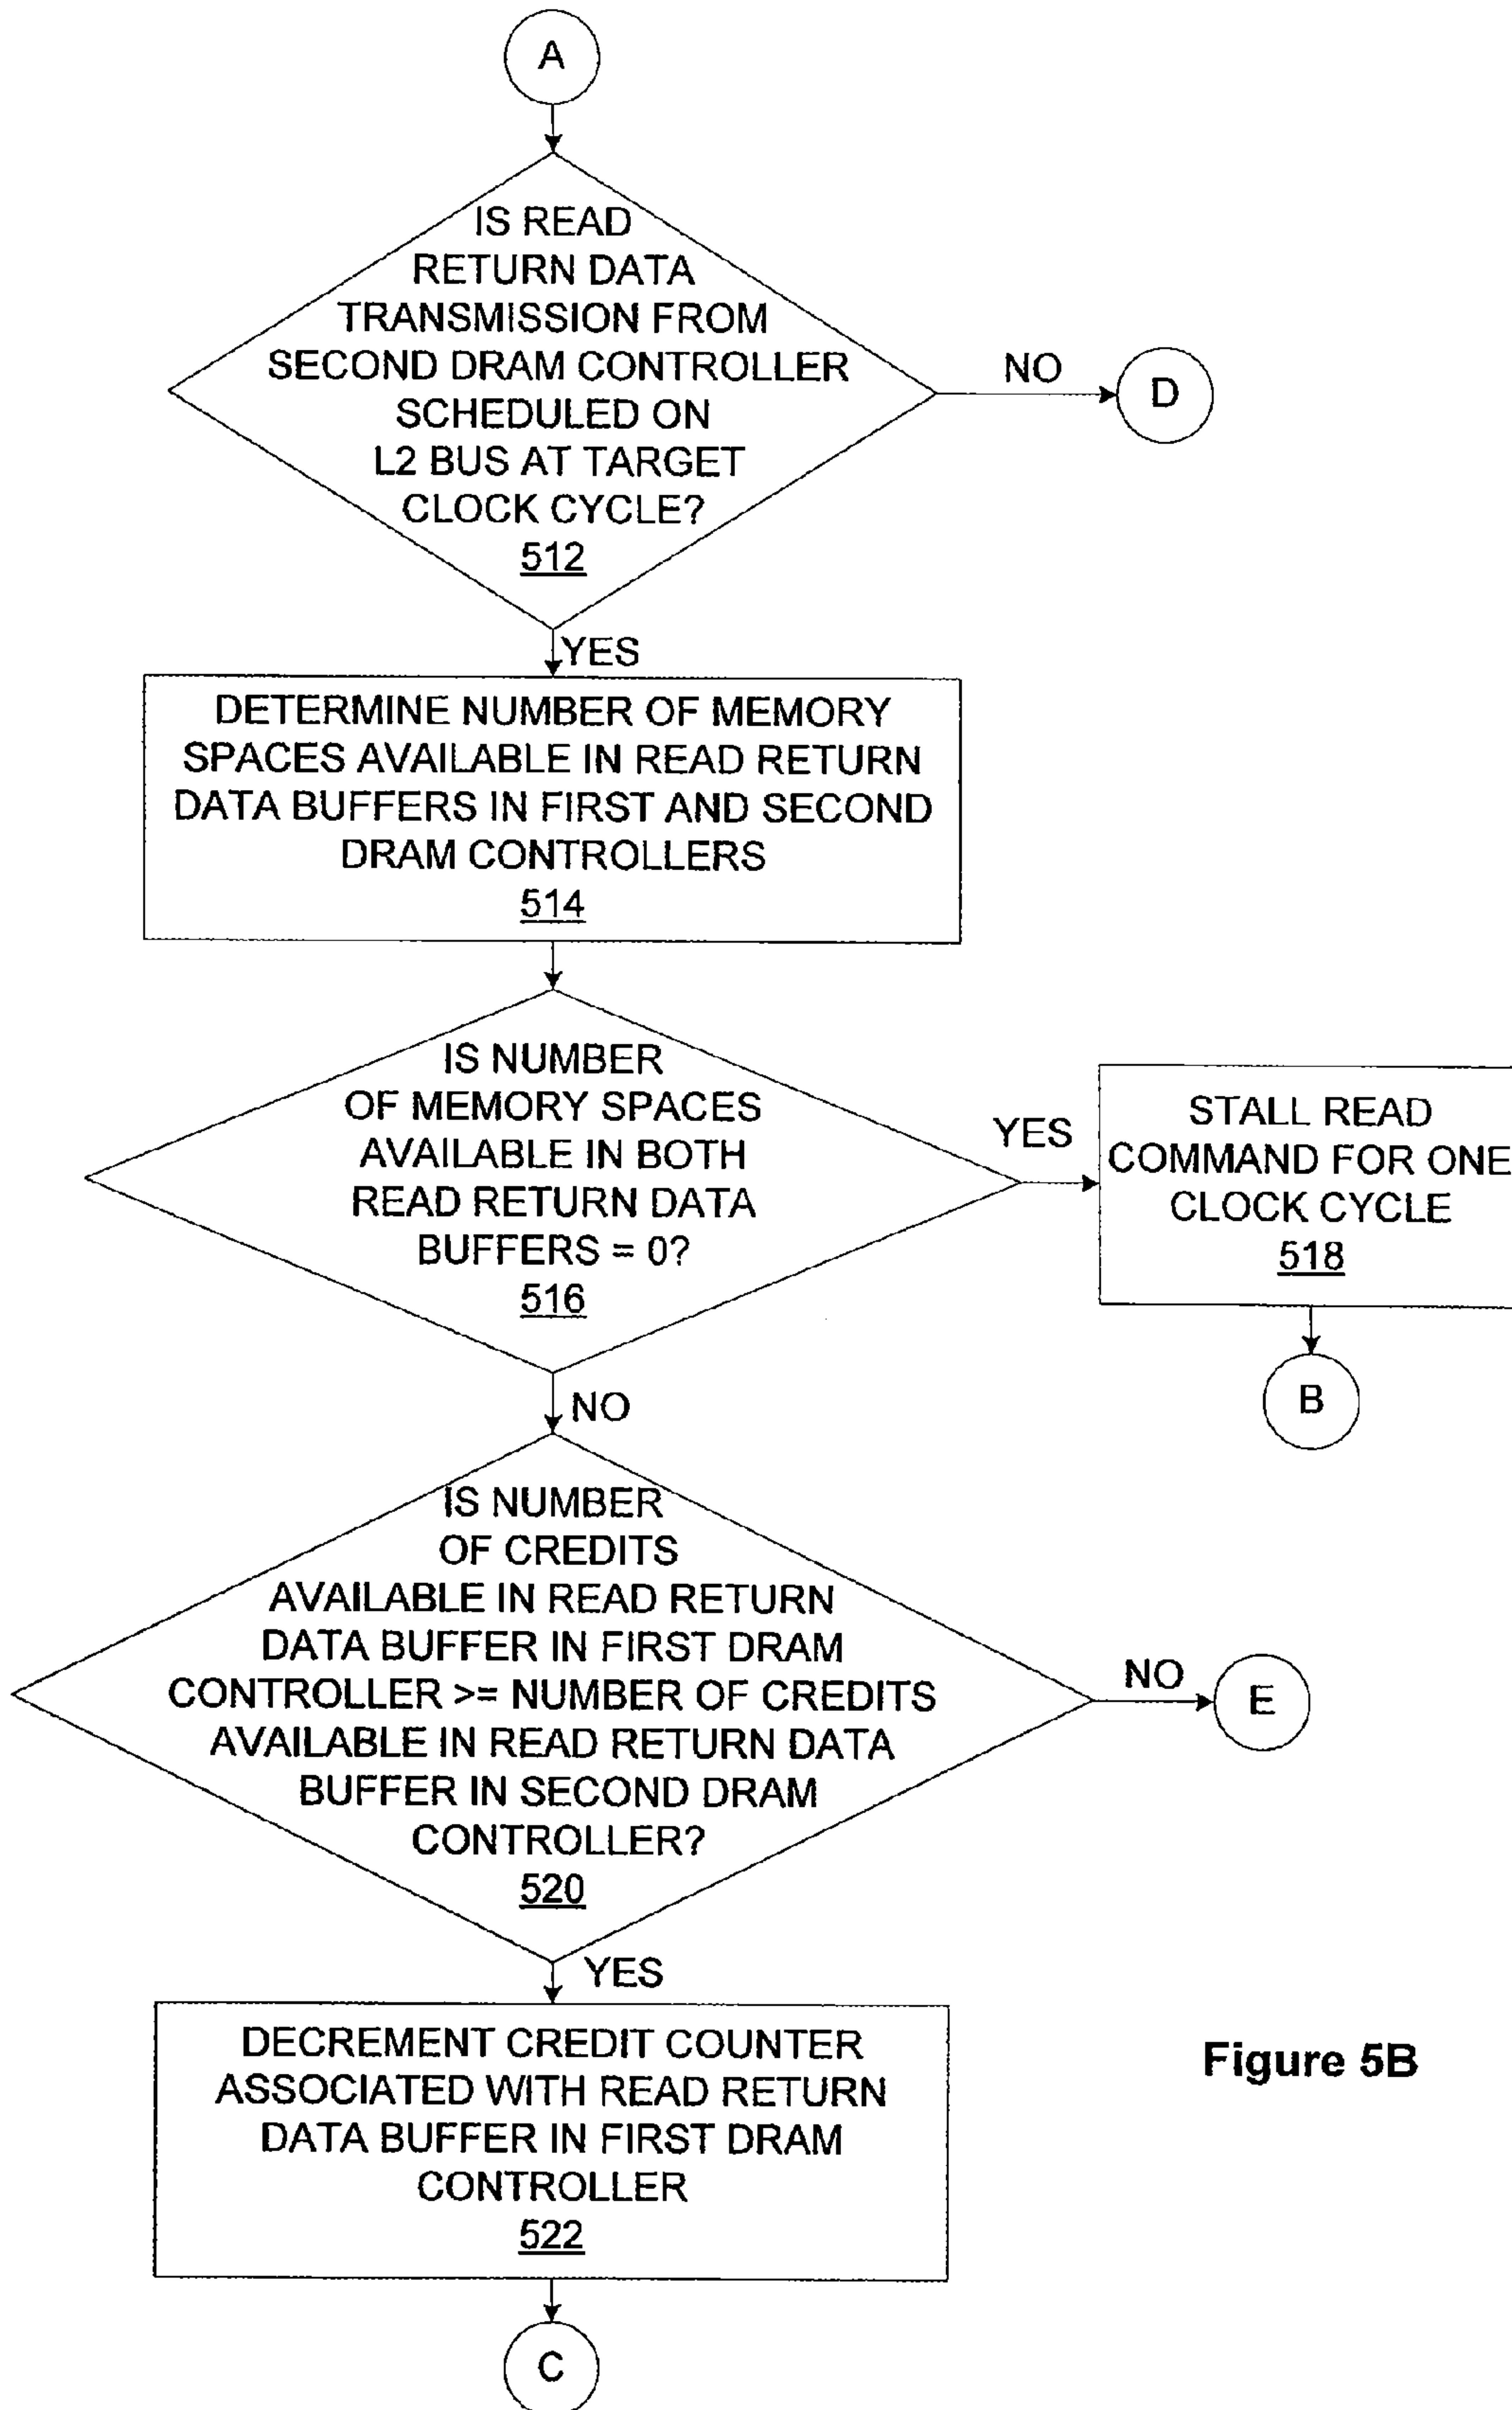 A
IS READ
RETURN DATA
TRANSMISSION FROM
SECOND DRAM CONTROLLER
SCHEDULED ON
L2 BUS AT TARGET
CLOCK CYCLE?
512
NO
D
YES
DETERMINE NUMBER OF MEMORY
SPACES AVAILABLE IN READ RETURN
DATA BUFFERS IN FIRST AND SECOND
DRAM CONTROLLERS
514
IS NUMBER
OF MEMORY SPACES
AVAILABLE IN BOTH
READ RETURN DATA
BUFFERS = 0?
516
YES
STALL READ
COMMAND FOR ONE
CLOCK CYCLE
518
B
NO
IS NUMBER
OF CREDITS
AVAILABLE IN READ RETURN
DATA BUFFER IN FIRST DRAM
CONTROLLER >= NUMBER OF CREDITS
AVAILABLE IN READ RETURN DATA
BUFFER IN SECOND DRAM
CONTROLLER?
520
NO
E
YES
DECREMENT CREDIT COUNTER
ASSOCIATED WITH READ RETURN
DATA BUFFER IN FIRST DRAM
CONTROLLER
522
C
Figure 5B